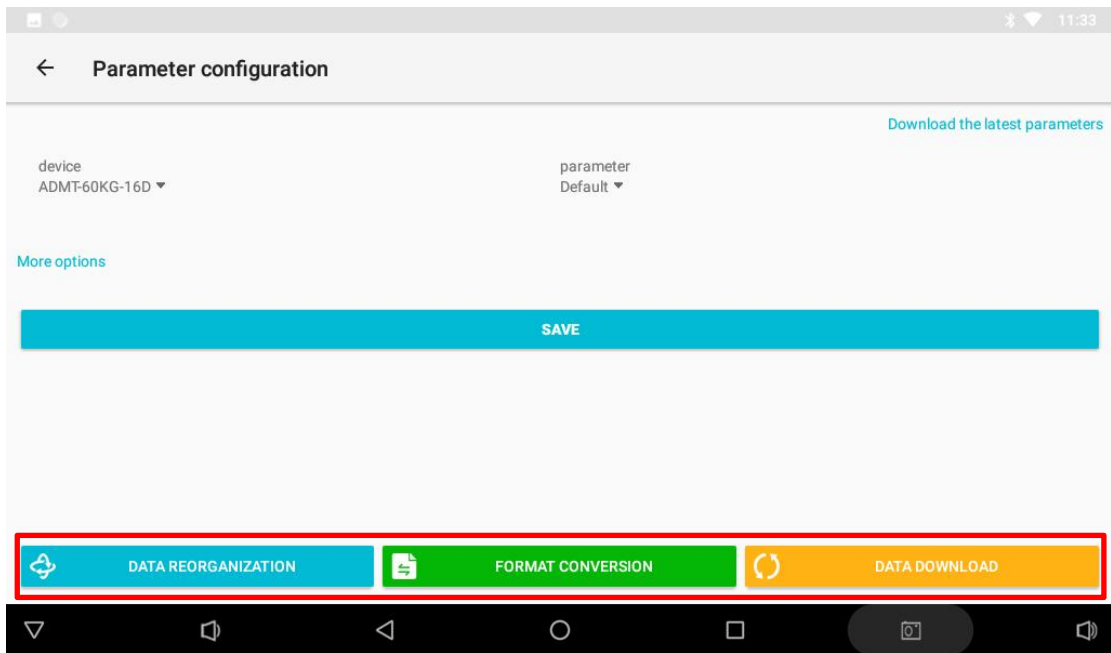 11:33
Parameter configuration
Download the latest parameters
device
ADMT-60KG-16D
parameter
Default
More options
SAVE
DATA REORGANIZATION
FORMAT CONVERSION
DATA DOWNLOAD